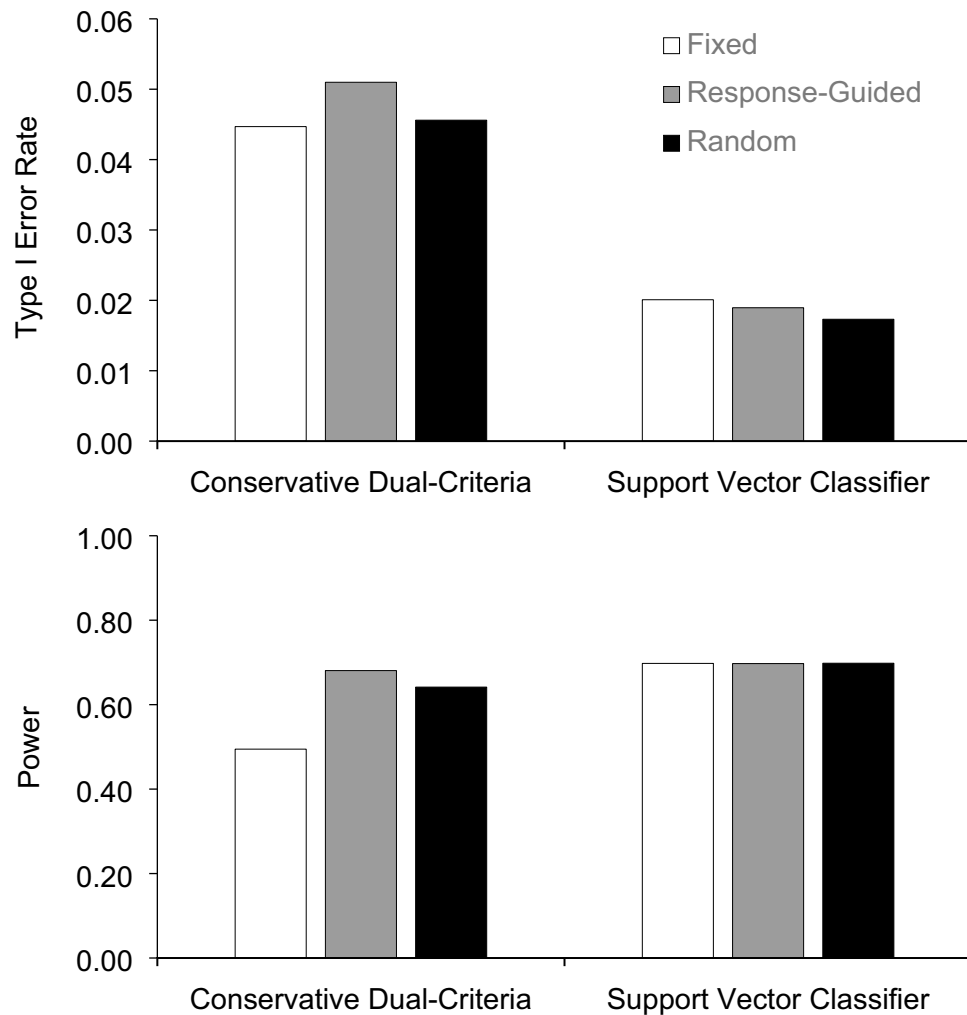 0.06
0.05
0.04
0.03
0.02
0.01
0.00
Type I Error Rate
Fixed
Response-Guided
Random
Conservative Dual-Criteria
Support Vector Classifier
1.00
0.80
0.60
0.40
0.20
0.00
Power
Conservative Dual-Criteria
Support Vector Classifier